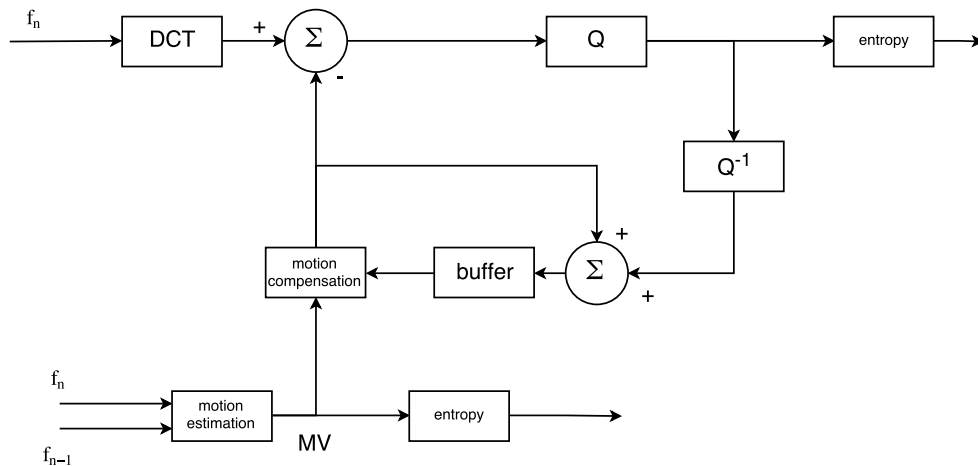 fn
DCT
+
Σ
-
Q
entropy
Q-1
+
Σ
+
buffer
motion
compensation
fn
fn-1
motion
estimation
MV
entropy